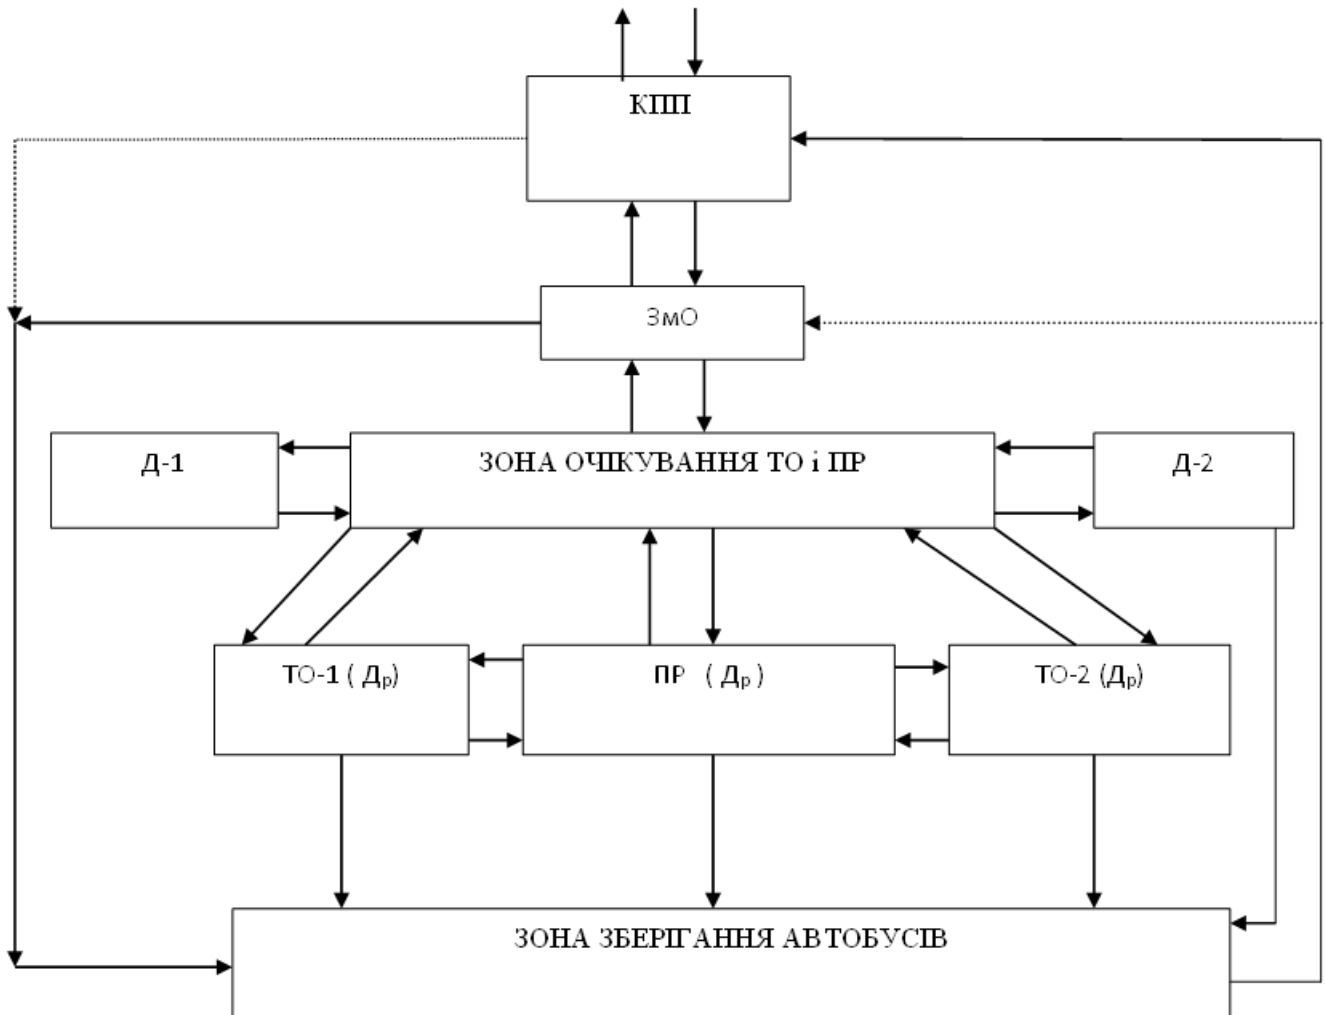 КПП
ЗмО
Д-1
ЗОНА ОЧІКУВАННЯ ТО і ПР
Д-2
ТО-1 ( Др)
ПР ( Др )
ТО-2 (Др)
ЗОНА ЗБЕРІГАННЯ АВТОБУСІВ